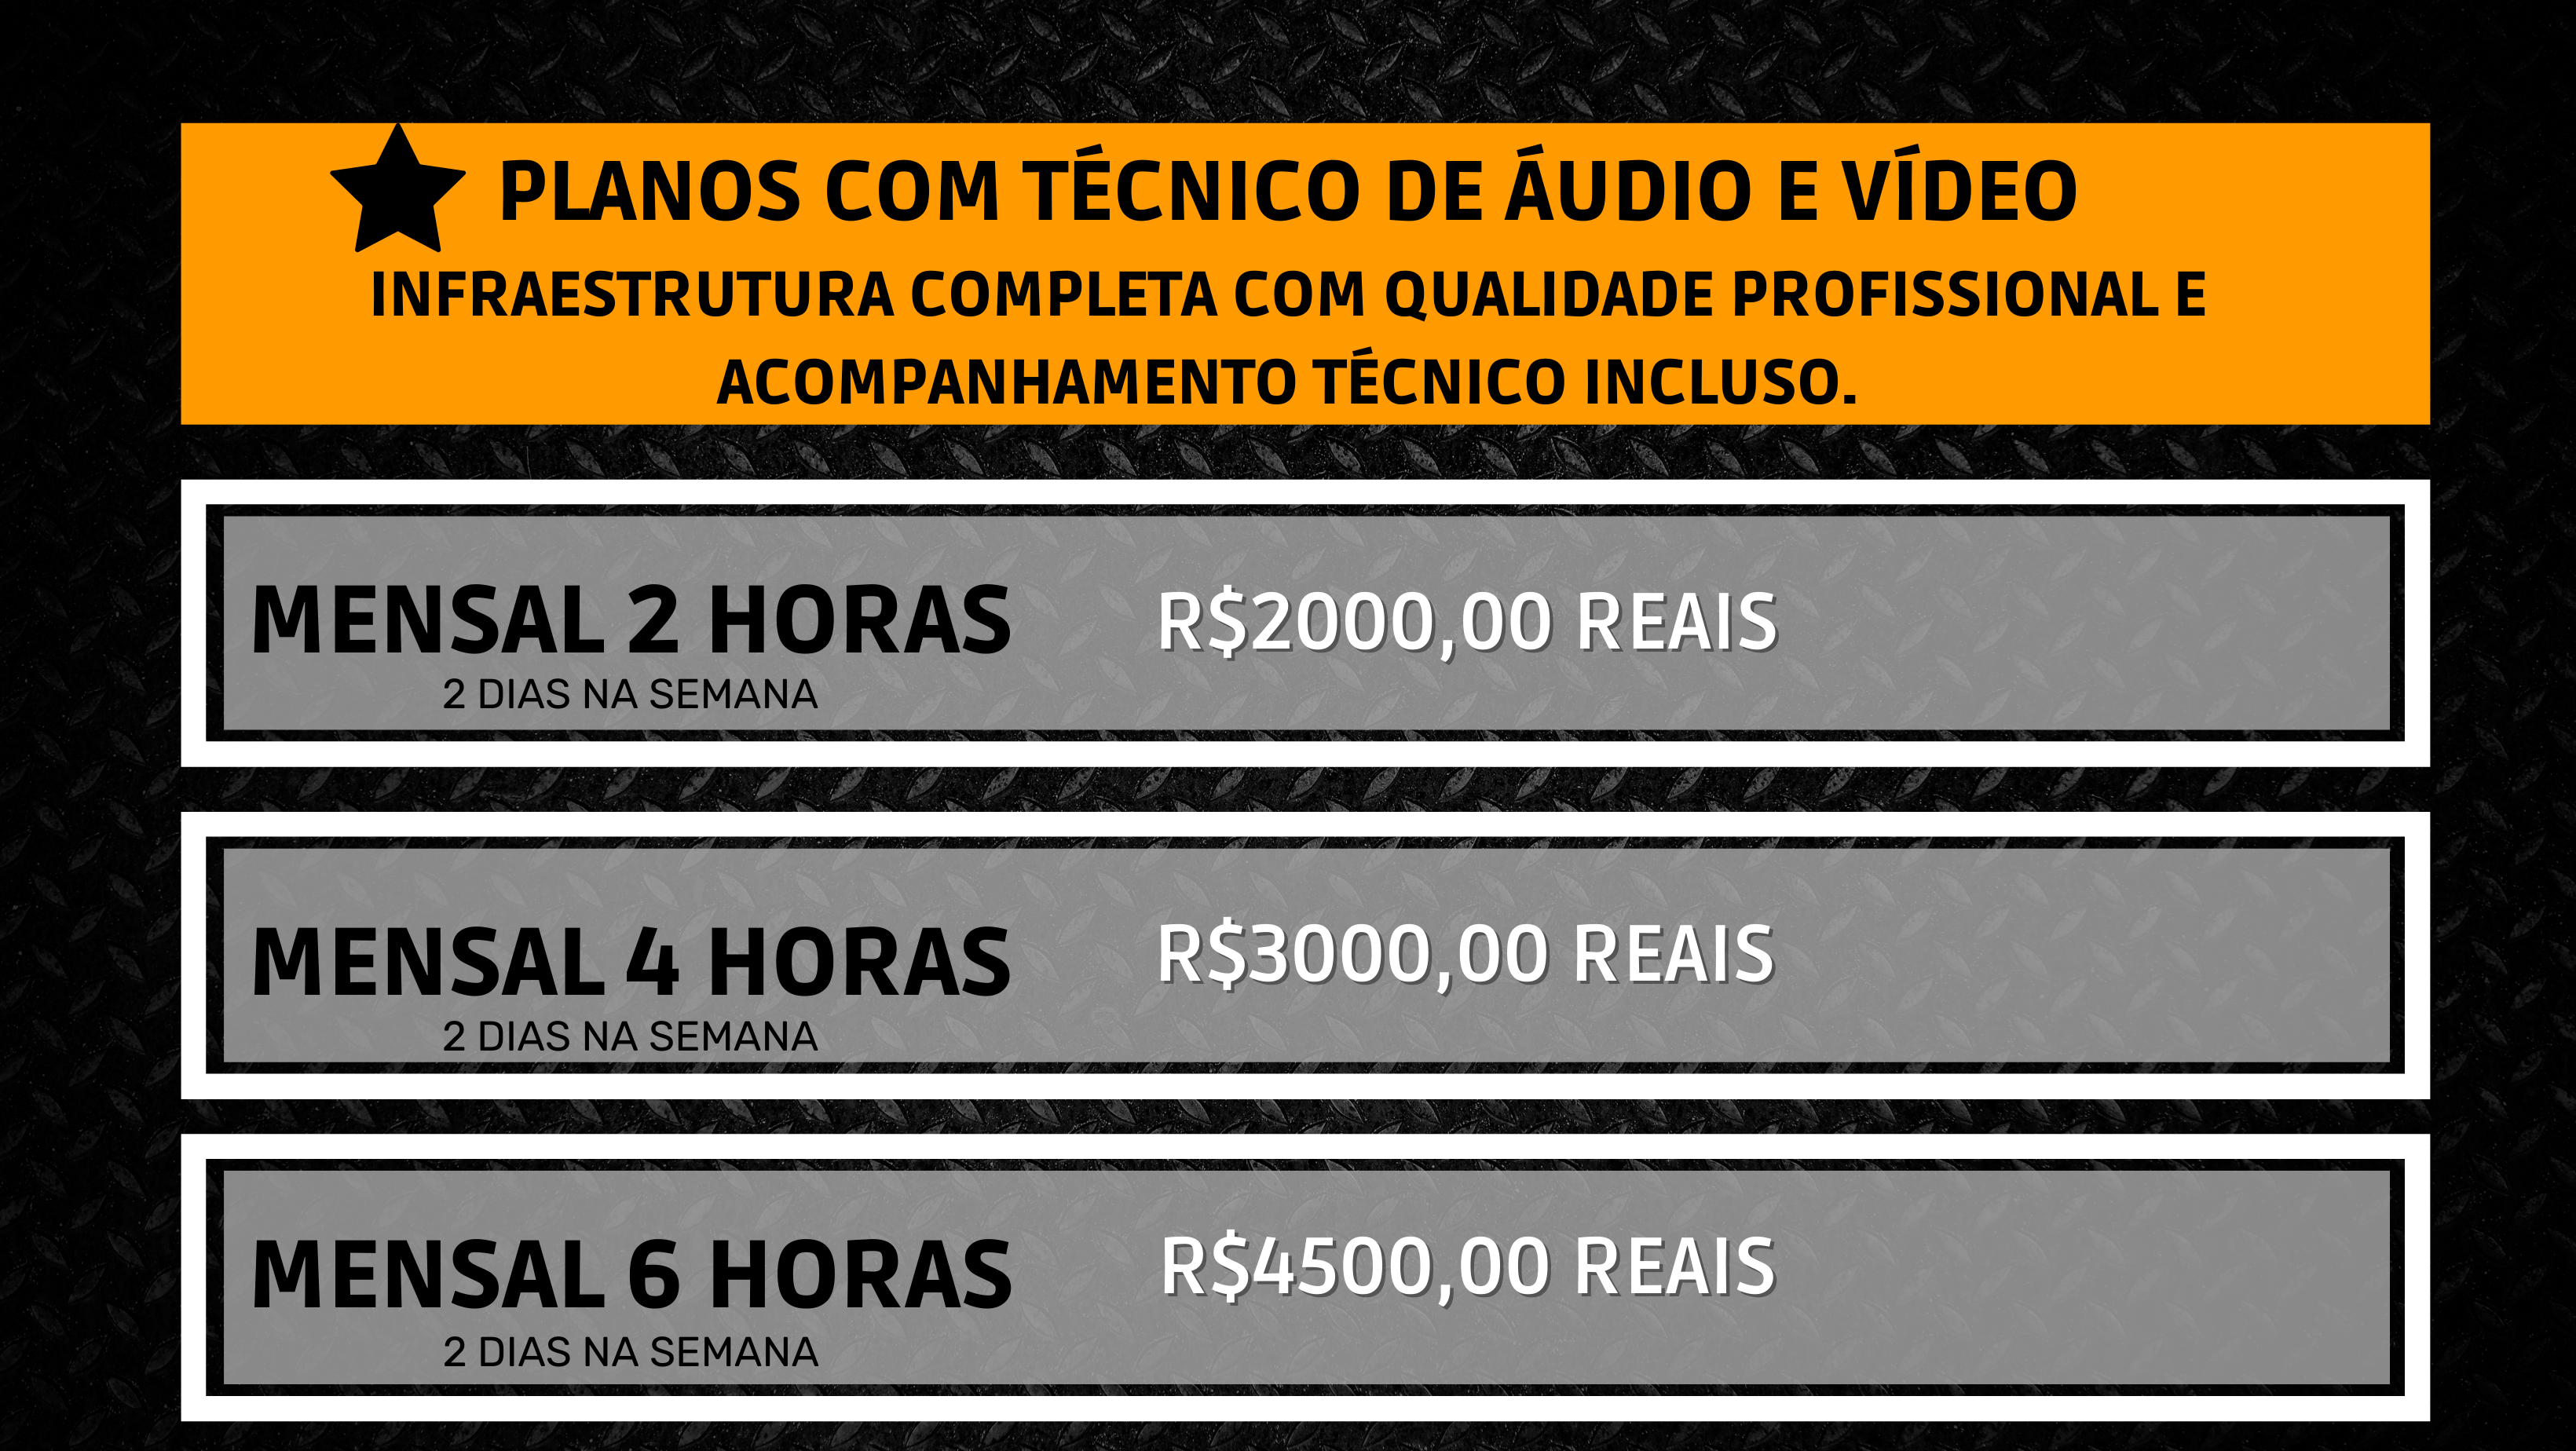 PLANOS COM TÉCNICO DE ÁUDIO E VÍDEO
INFRAESTRUTURA COMPLETA COM QUALIDADE PROFISSIONAL E
ACOMPANHAMENTO TÉCNICO INCLUSO.
MENSAL 2 HORAS
R$2000,00 REAIS
2 DIAS NA SEMANA
MENSAL 4 HORAS
R$3000,00 REAIS
2 DIAS NA SEMANA
MENSAL 6 HORAS
R$4500,00 REAIS
2 DIAS NA SEMANA